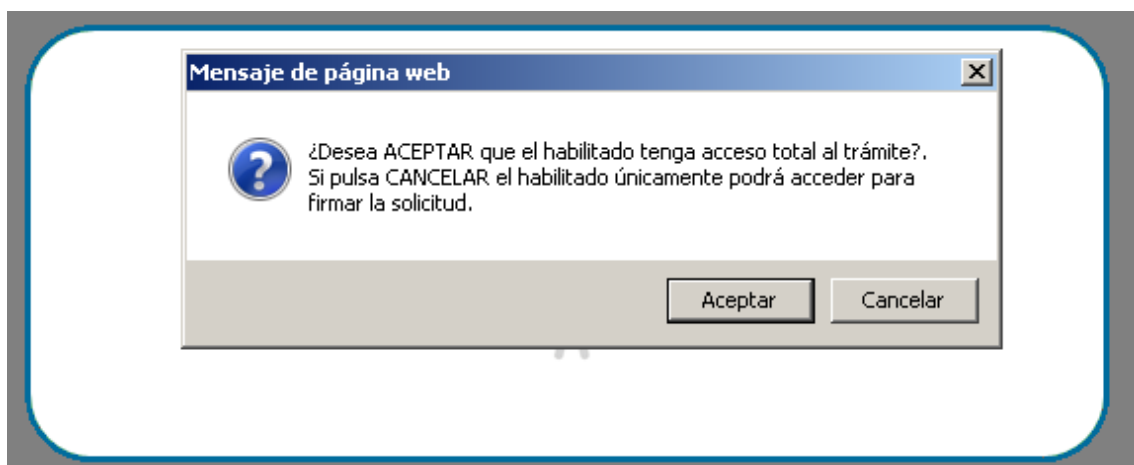 Mensaje de página web
¿Desea ACEPTAR que el habilitado tenga acceso total al trámite?.
Si pulsa CANCELAR el habilitado únicamente podrá acceder para
firmar la solicitud.
Aceptar
Cancelar